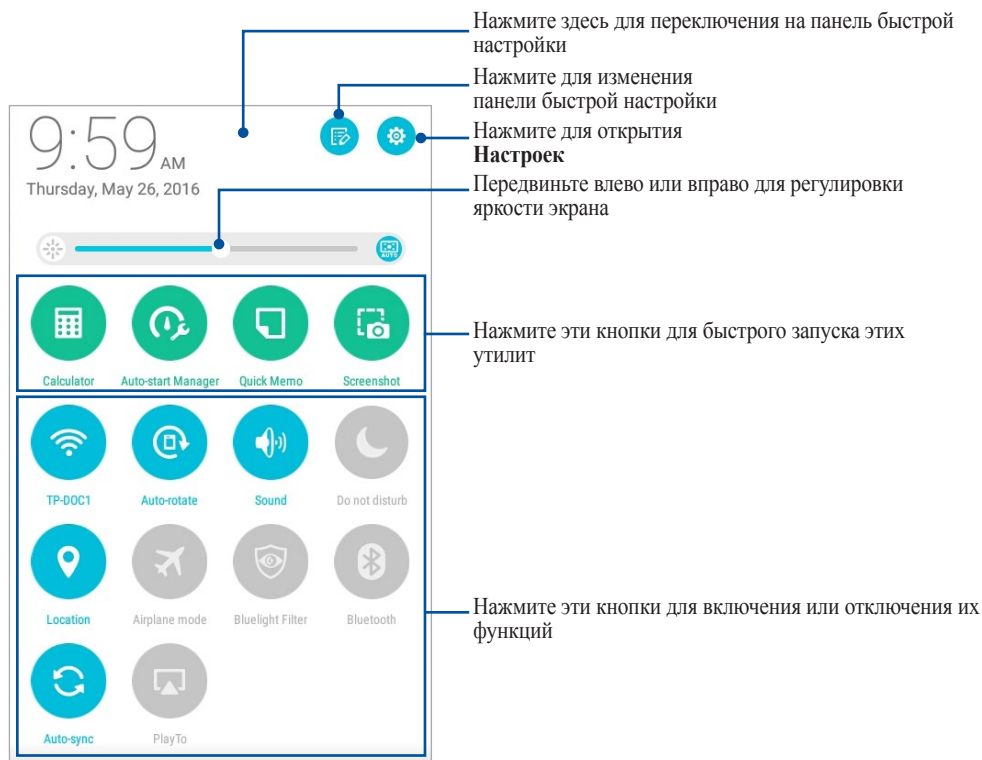 Нажмите здесь для переключения на панель быстрой
настройки
Нажмите для изменения
панели быстрой настройки
Нажмите для открытия
Настроек
Передвиньте влево или вправо для регулировки
яркости экрана
9:59 AM
Thursday, May 26, 2016
AUTO
Calculator Auto-start Manager Quick Memo Screenshot
Нажмите эти кнопки для быстрого запуска этих
утилит
TP-DOC1 Auto-rotate Sound Do not disturb
Location Airplane mode Bluelight Filter Bluetooth
Нажмите эти кнопки для включения или отключения их
функций
Auto-sync PlayTo